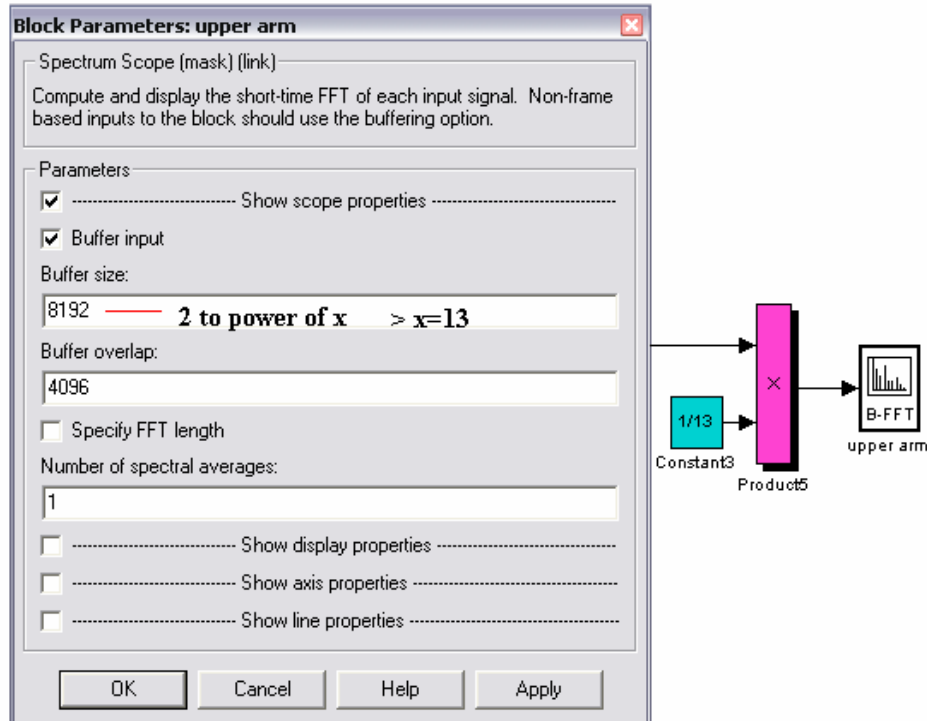 Block Parameters: upper arm
Spectrum Scope (mask) (link)
Compute and display the short-time FFT of each input signal.  Non-frame
based inputs to the block should use the buffering option.
Parameters
------------------------------ Show scope properties ----------------------------------
Buffer input
Buffer size:
8192 2 to power of x > x=13
Buffer overlap:
4096
Specify FFT length
Number of spectral averages:
1
------------------------------ Show display properties ---------------------------------
------------------------------ Show axis properties -------------------------------------
------------------------------ Show line properties -------------------------------------
OK Cancel Help Apply
1/13
Constant3
×
Product5
B-FFT
upper arm